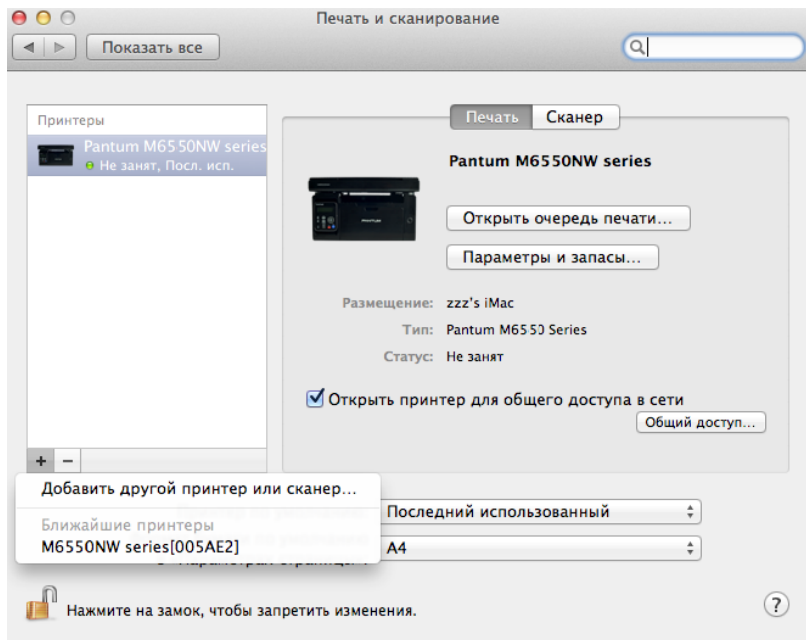 Печать и сканирование
Показать все
Принтеры
Pantum M6550NW series
Не занят, Посл. исп.
Печать
Сканер
Pantum M6550NW series
Открыть очередь печати...
Параметры и запасы...
Размещение: zzz's iMac
Тип: Pantum M6550 Series
Статус: Не занят
Открыть принтер для общего доступа в сети
Общий доступ...
+ −
Добавить другой принтер или сканер...
Ближайшие принтеры
M6550NW series[005AE2]
Последний использованный
A4
Нажмите на замок, чтобы запретить изменения.
?